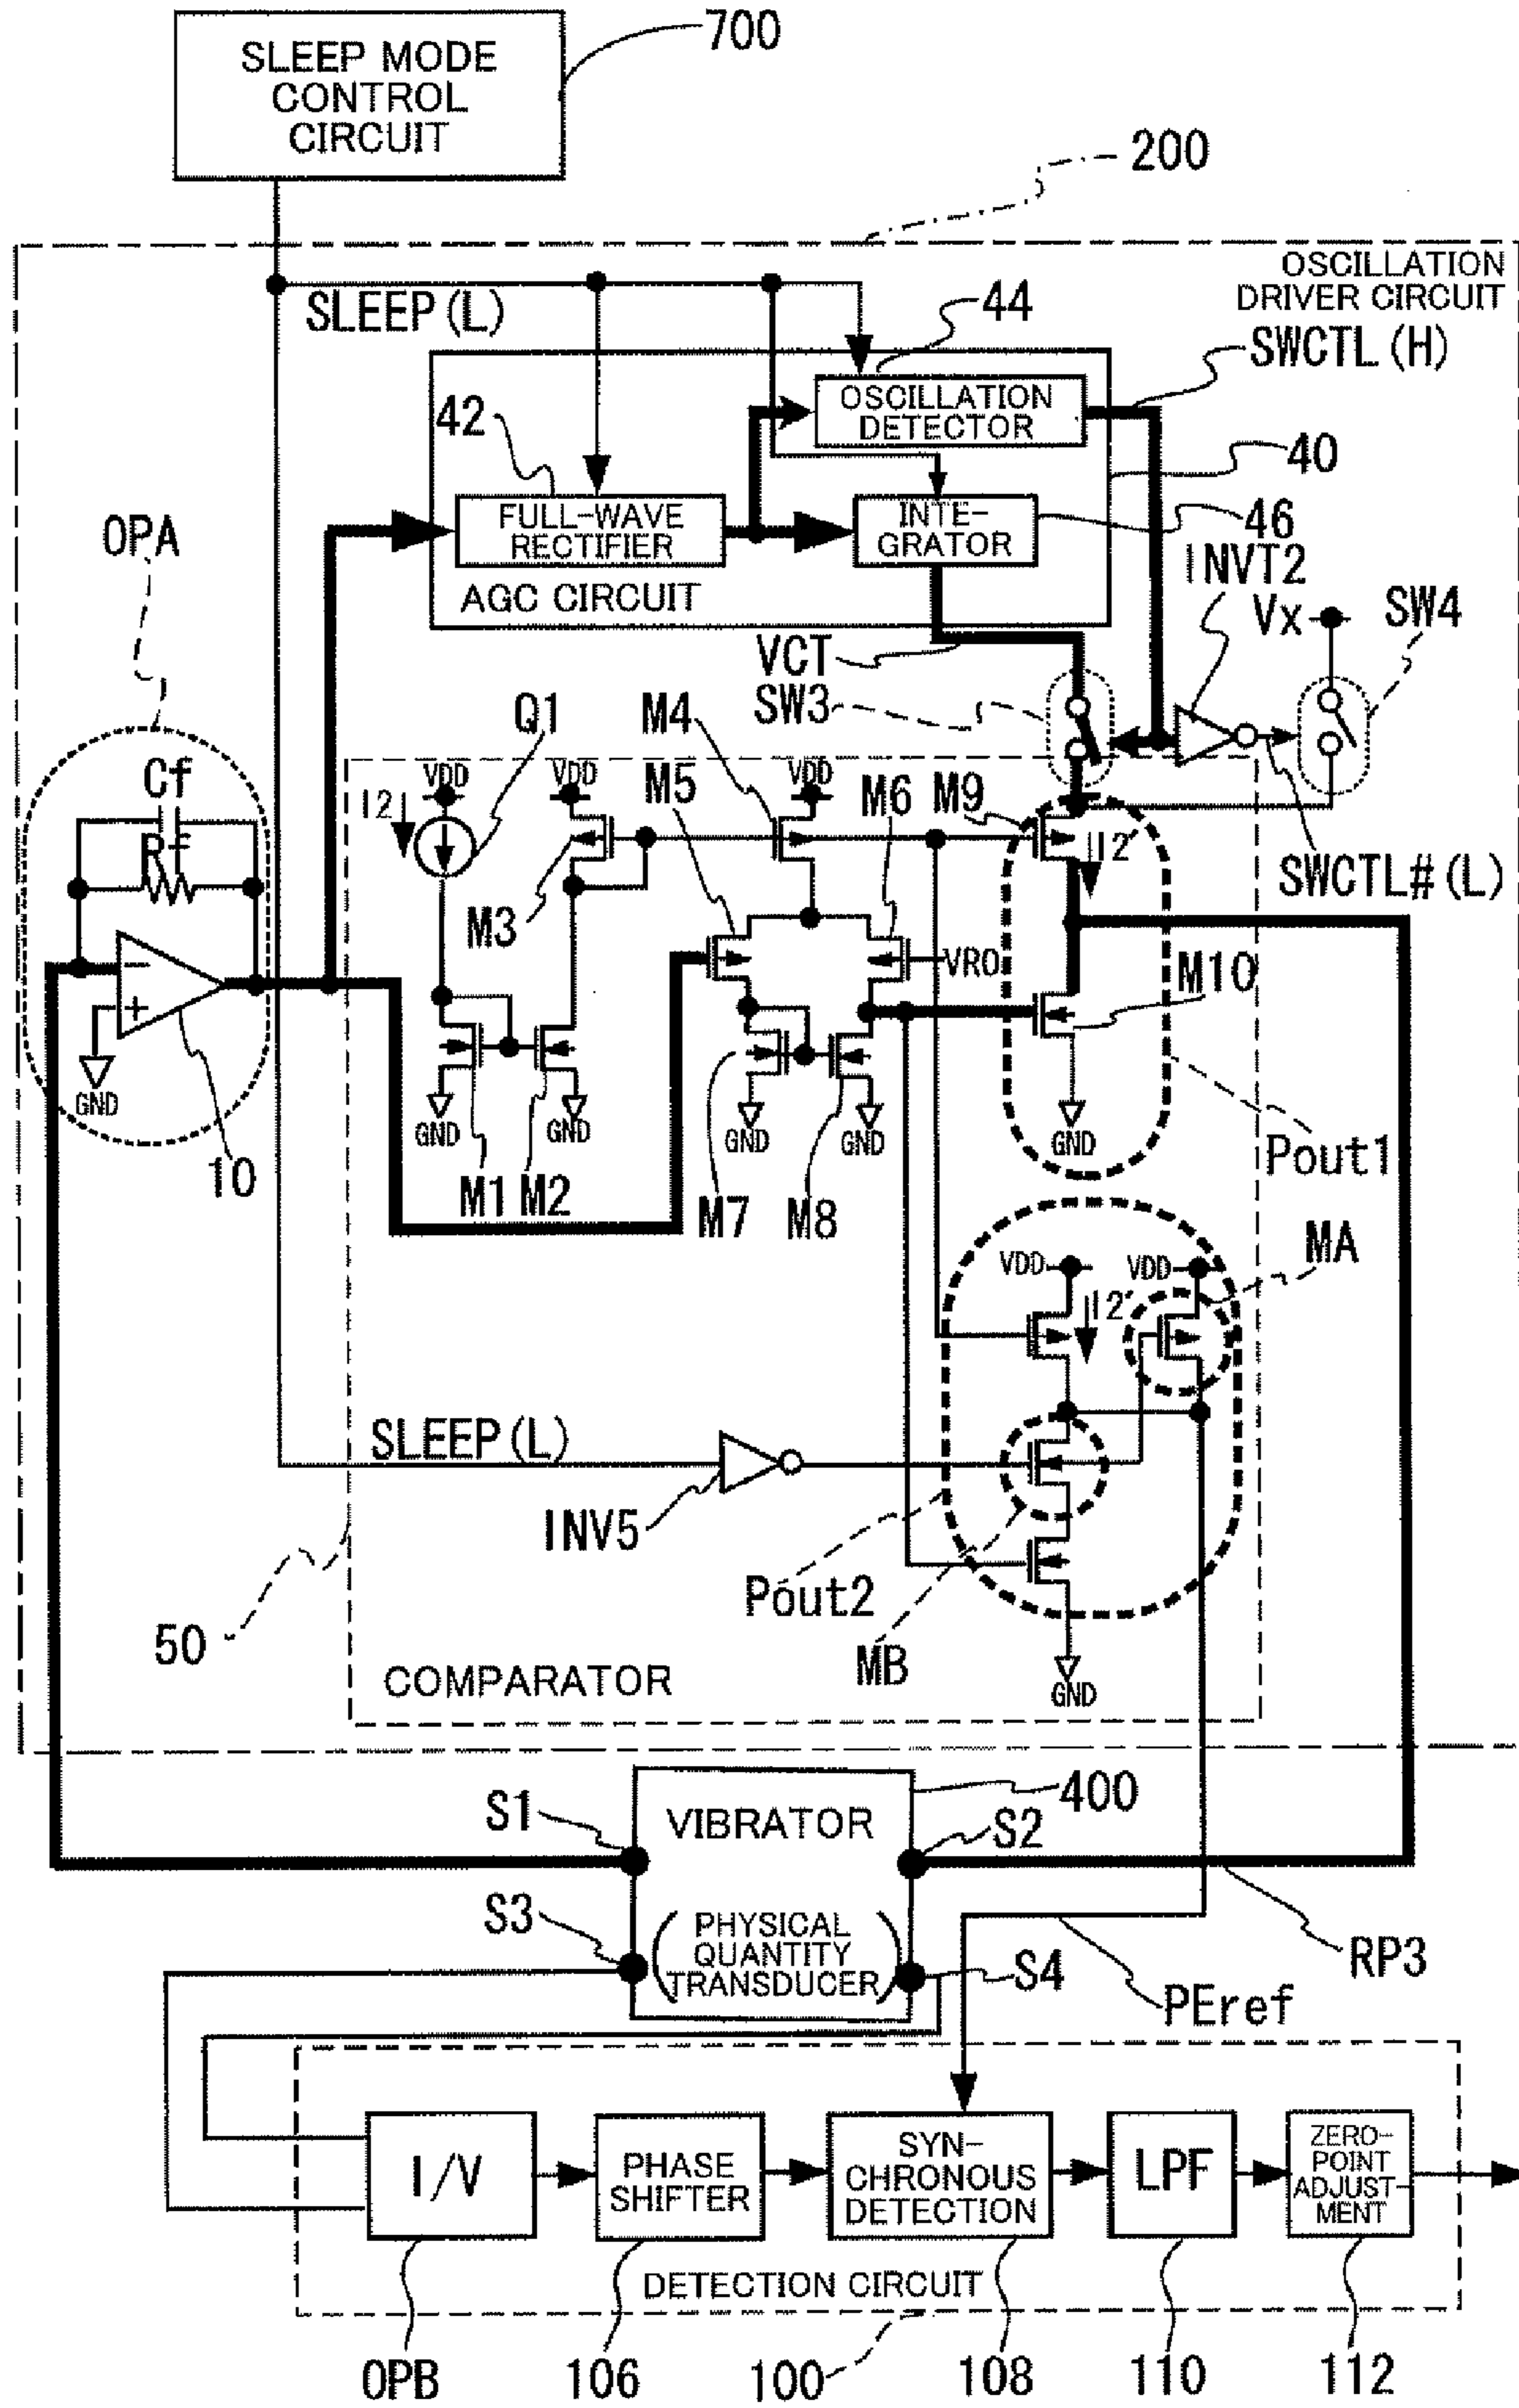 SLEEP MODE
CONTROL
CIRCUIT
700
200
OSCILLATION
DRIVER CIRCUIT
SLEEP(L)
44
SWCTL(H)
OSCILLATION
DETECTOR
42
40
FULL-WAVE
RECTIFIER
INTE-
GRATOR
46
AGC CIRCUIT
OPA
INVT2
Vx
SW4
VCT
SW3
Q1
M4
Cf
Rf
VDD
VDD
VDD
I2
M5
M6
M9
I2'
SWCTL#(L)
M3
VR0
M10
−
+
GND
10
GND
GND
GND
GND
GND
M1
M2
M7
M8
Pout1
MA
VDD
VDD
I2'
SLEEP(L)
INV5
Pout2
50
MB
COMPARATOR
GND
400
S1
VIBRATOR
S2
S3
(PHYSICAL
QUANTITY
TRANSDUCER)
S4
RP3
PEref
I/V
PHASE
SHIFTER
SYN-
CHRONOUS
DETECTION
LPF
ZERO-
POINT
ADJUST-
MENT
DETECTION CIRCUIT
OPB
106
100
108
110
112